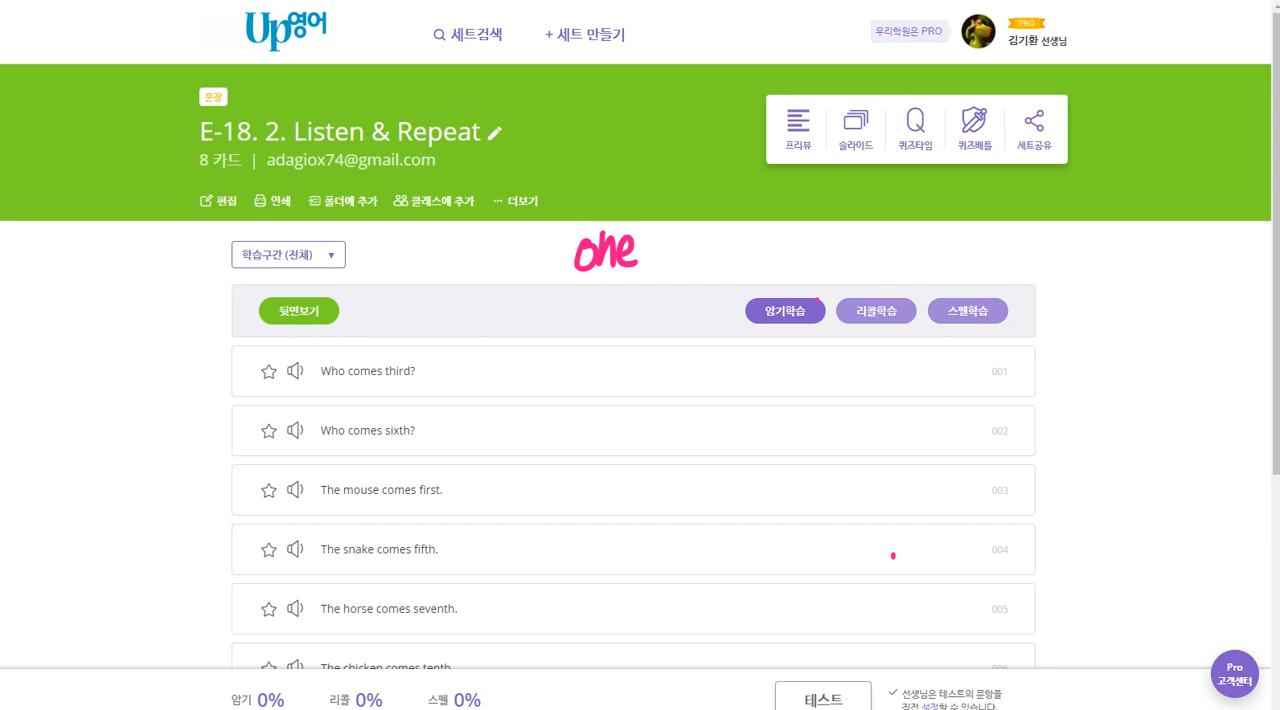 Up영어
세트검색
+ 세트 만들기
우리학원은 PRO
PRO
김기환 선생님
문장
E-18. 2. Listen & Repeat
8 카드 | adagiox74@gmail.com
프리뷰
슬라이드
퀴즈타임
퀴즈배틀
세트공유
편집
인쇄
폴더에 추가
클래스에 추가
··· 더보기
one
학습구간 (전체) ▼
뒷면보기
암기학습
리콜학습
스펠학습
Who comes third? 001
Who comes sixth? 002
The mouse comes first. 003
The snake comes fifth. 004
The horse comes seventh. 005
The chicken comes tenth
Pro
고객센터
암기 0%
리콜 0%
스펠 0%
테스트
선생님은 테스트의 문항을
직접 설정할 수 있습니다.